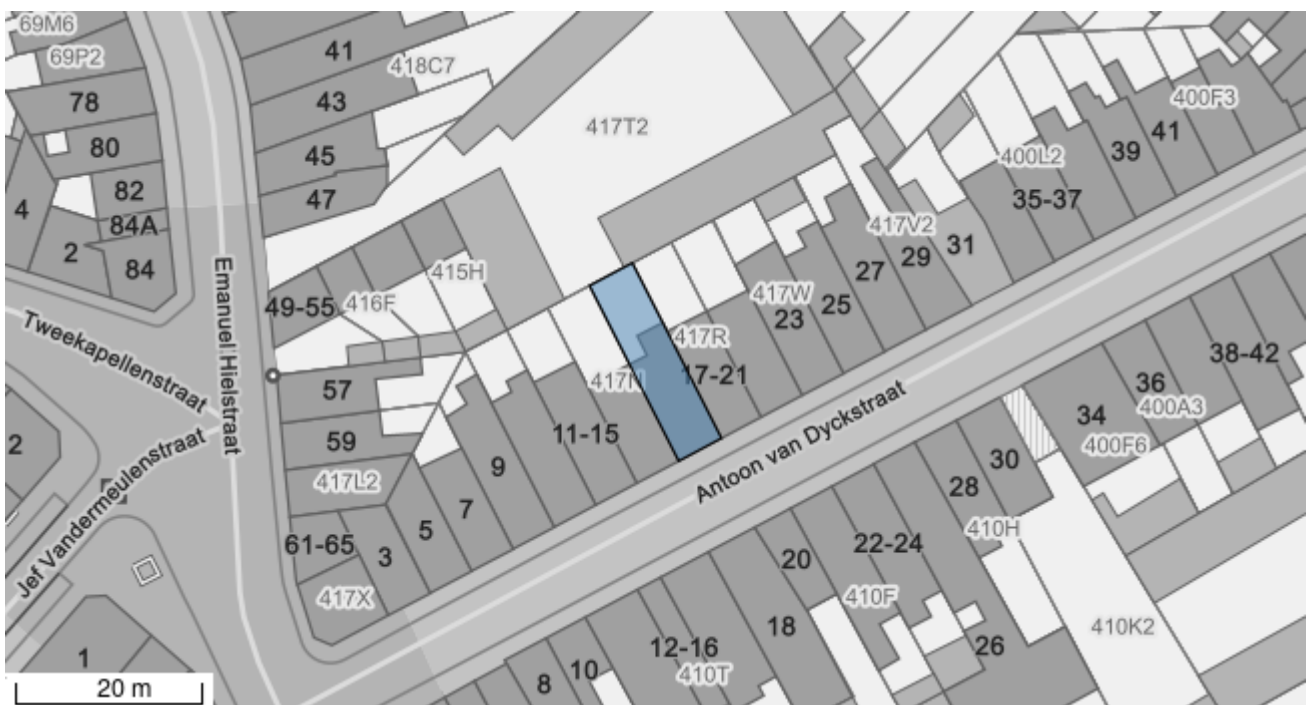 69M6
69P2
41
418C7
78
43
417T2
400F3
80
45
41
39
400L2
82
47
4
84A
35-37
417V2
2
84
31
29
415H
27
49-55
416F
417W
25
23
Emanuel Hielstraat
Tweekapellenstraat
417R
38-42
17-21
57
417N
36
400A3
34
11-15
59
2
400F6
Antoon van Dyckstraat
9
30
417L2
28
7
5
22-24
410H
61-65
3
20
Jef Vandermeulenstraat
417X
410F
18
410K2
12-16
26
1
10
410T
8
20 m